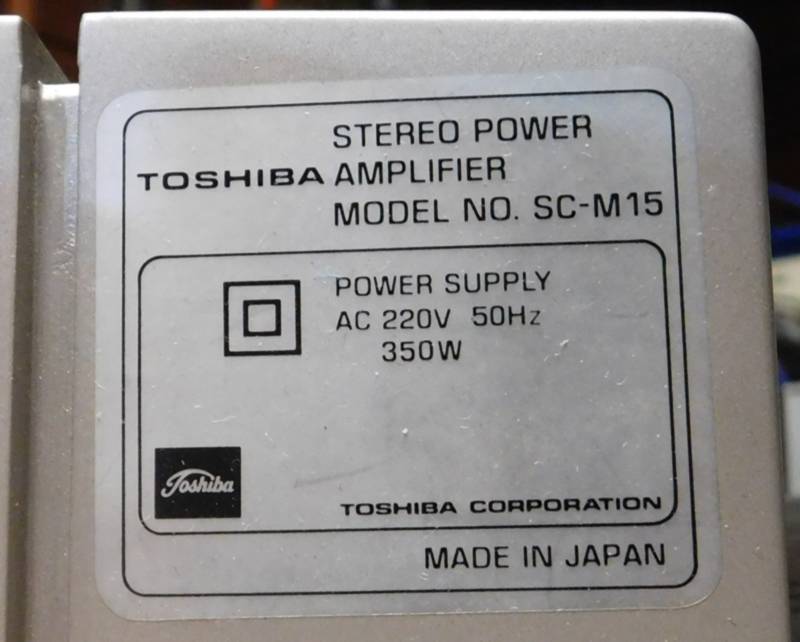 STEREO POWER
TOSHIBA AMPLIFIER
MODEL NO. SC-M15
POWER SUPPLY
AC 220V 50Hz
350W
Toshiba
TOSHIBA CORPORATION
MADE IN JAPAN